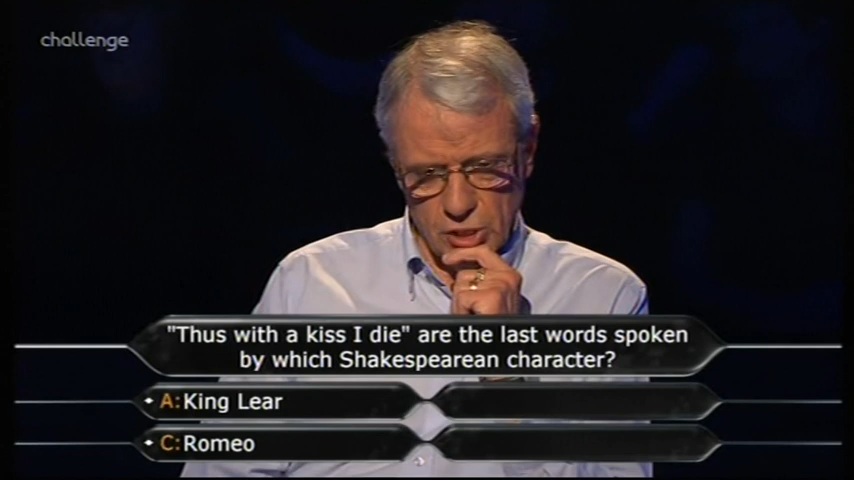 challenge
"Thus with a kiss I die" are the last words spoken
by which Shakespearean character?
A: King Lear
C: Romeo